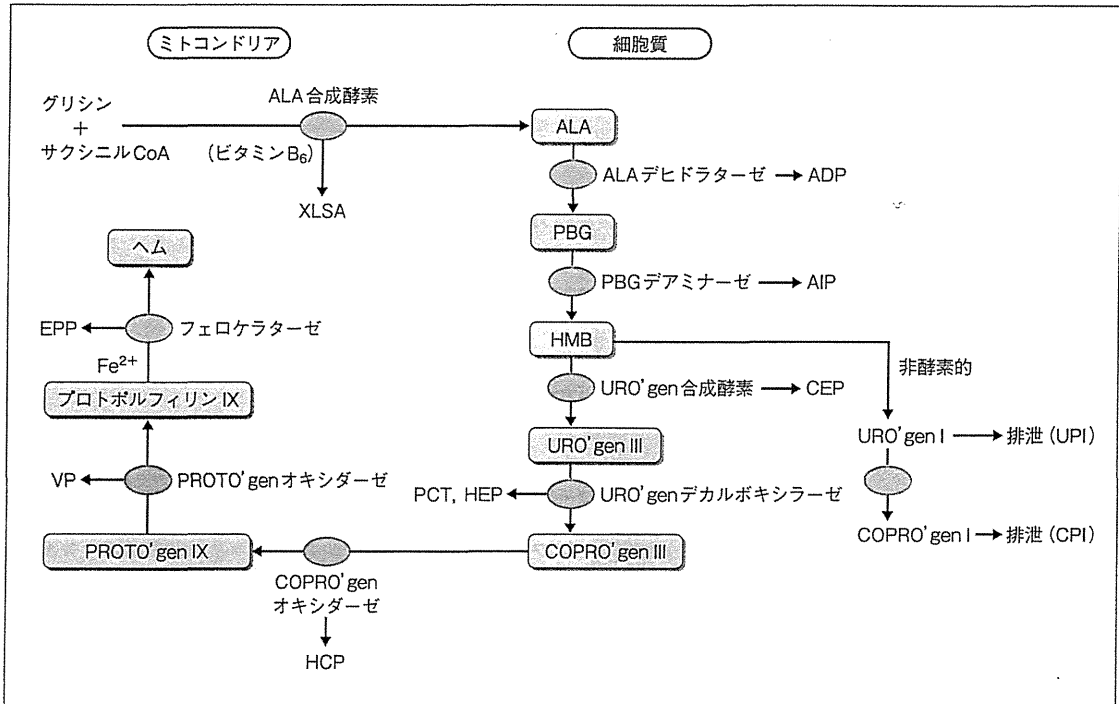 ミトコンドリア
細胞質
グリシン
+
サクシニルCoA
ALA合成酵素
(ビタミンB₆)
XLSA
ALA
ALAデヒドラターゼ
ADP
PBG
PBGデアミナーゼ
AIP
HMB
非酵素的
URO'gen合成酵素
CEP
URO'gen I
排泄(UPI)
URO'gen III
PCT, HEP
URO'genデカルボキシラーゼ
COPRO'gen I
排泄(CPI)
COPRO'gen III
COPRO'gen
オキシダーゼ
HCP
PROTO'gen IX
VP
PROTO'genオキシダーゼ
プロトポルフィリンIX
Fe²⁺
EPP
フェロケラターゼ
ヘム